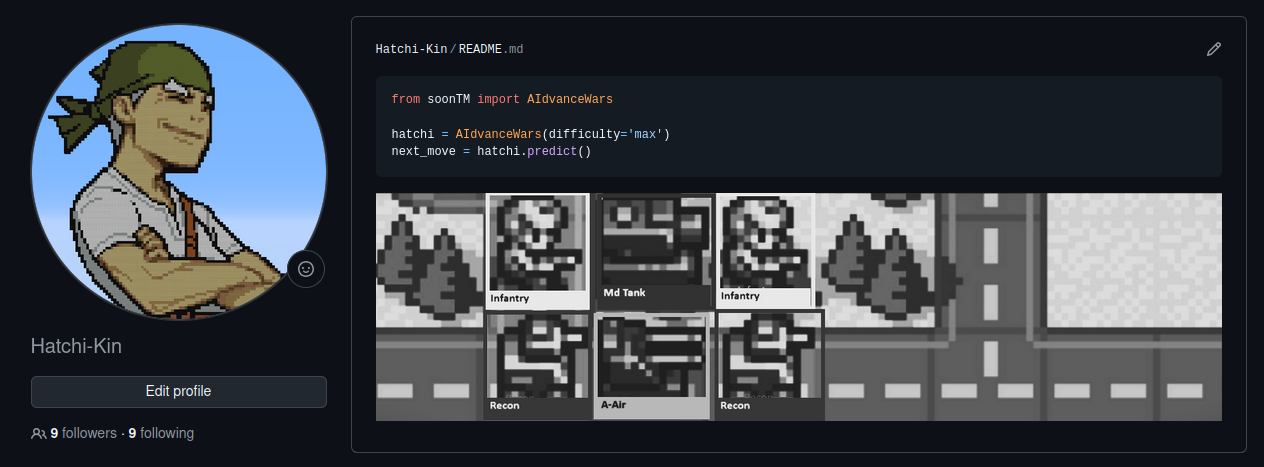 Hatchi-Kin
Edit profile
9 followers · 9 following
Hatchi-Kin/README.md
from soonTM import AIdvanceWars
hatchi = AIdvanceWars(difficulty='max')
next_move = hatchi.predict()
Infantry
Md Tank
Infantry
Recon
A-Air
Recon